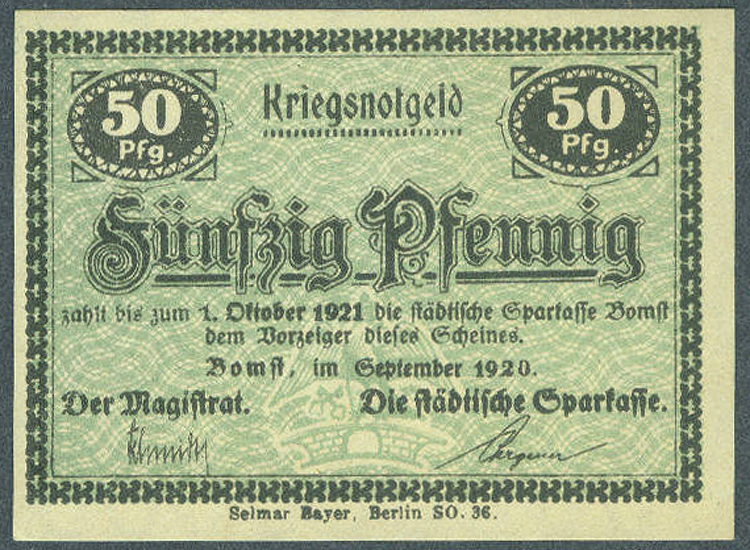 50 Kriegsnotgeld 50
Pfg. Pfg.
Fünfzig Pfennig
zahlt bis zum 1. Oktober 1921 die städtische Sparkasse Bomst
dem Vorzeiger dieses Scheines.
Bomst, im September 1920.
Der Magistrat. Die städtische Sparkasse.
Selmar Bayer, Berlin SO. 36.